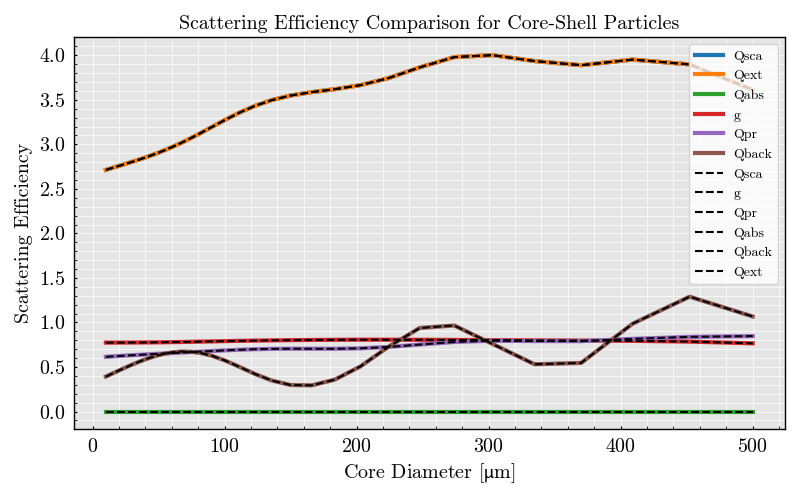 Scattering Efficiency Comparison for Core-Shell Particles
Scattering Efficiency
4.0
3.5
3.0
2.5
2.0
1.5
1.0
0.5
0.0
Qsca
Qext
Qabs
g
Qpr
Qback
Qsca
g
Qpr
Qabs
Qback
Qext
0 100 200 300 400 500
Core Diameter [µm]